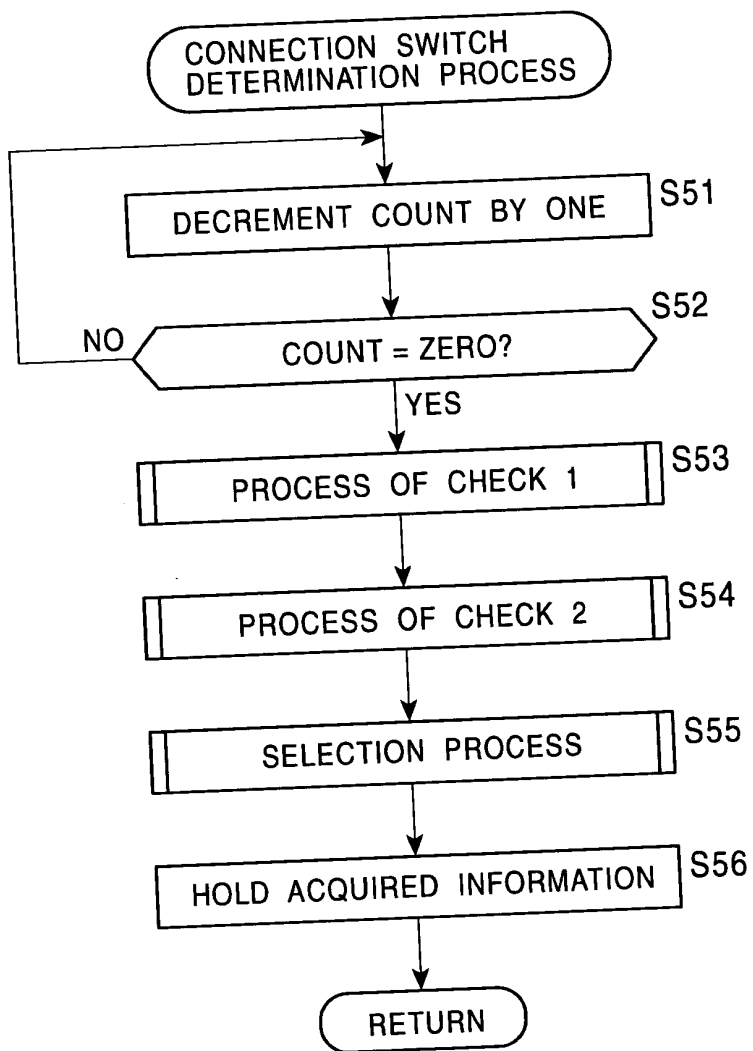 CONNECTION SWITCH
DETERMINATION PROCESS
DECREMENT COUNT BY ONE
S51
COUNT = ZERO?
S52
NO
YES
PROCESS OF CHECK 1
S53
PROCESS OF CHECK 2
S54
SELECTION PROCESS
S55
HOLD ACQUIRED INFORMATION
S56
RETURN